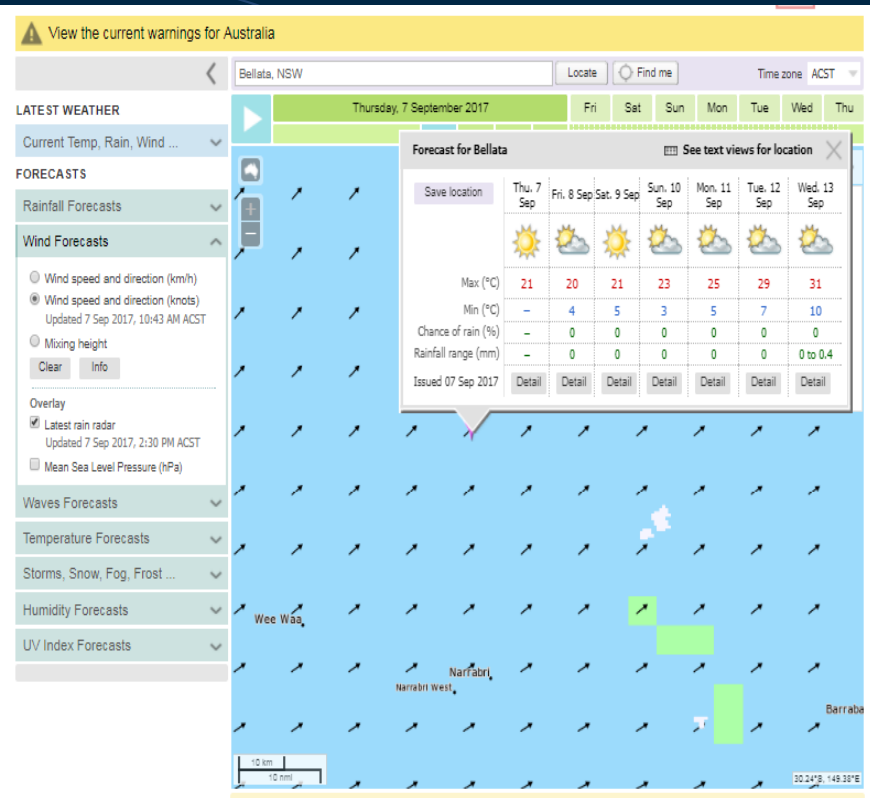 View the current warnings for Australia
Bellata, NSW
Locate
Find me
Time zone ACST
LATEST WEATHER
Current Temp, Rain, Wind ...
FORECASTS
Rainfall Forecasts
Wind Forecasts
Wind speed and direction (km/h)
Wind speed and direction (knots)
Updated 7 Sep 2017, 10:43 AM ACST
Mixing height
Clear Info
Overlay
Latest rain radar
Updated 7 Sep 2017, 2:30 PM ACST
Mean Sea Level Pressure (hPa)
Waves Forecasts
Temperature Forecasts
Storms, Snow, Fog, Frost ...
Humidity Forecasts
UV Index Forecasts
Thursday, 7 September 2017 Fri Sat Sun Mon Tue Wed Thu
Forecast for Bellata See text views for location
Save location Thu. 7 Sep Fri. 8 Sep Sat. 9 Sep Sun. 10 Sep Mon. 11 Sep Tue. 12 Sep Wed. 13 Sep
Max (°C) 21 20 21 23 25 29 31
Min (°C) – 4 5 3 5 7 10
Chance of rain (%) – 0 0 0 0 0 0
Rainfall range (mm) – 0 0 0 0 0 0 to 0.4
Issued 07 Sep 2017 Detail Detail Detail Detail Detail Detail Detail
Wee Waa
Narrabri
Narrabri West
Barraba
10 km
10 nmi
30.24°S, 149.38°E